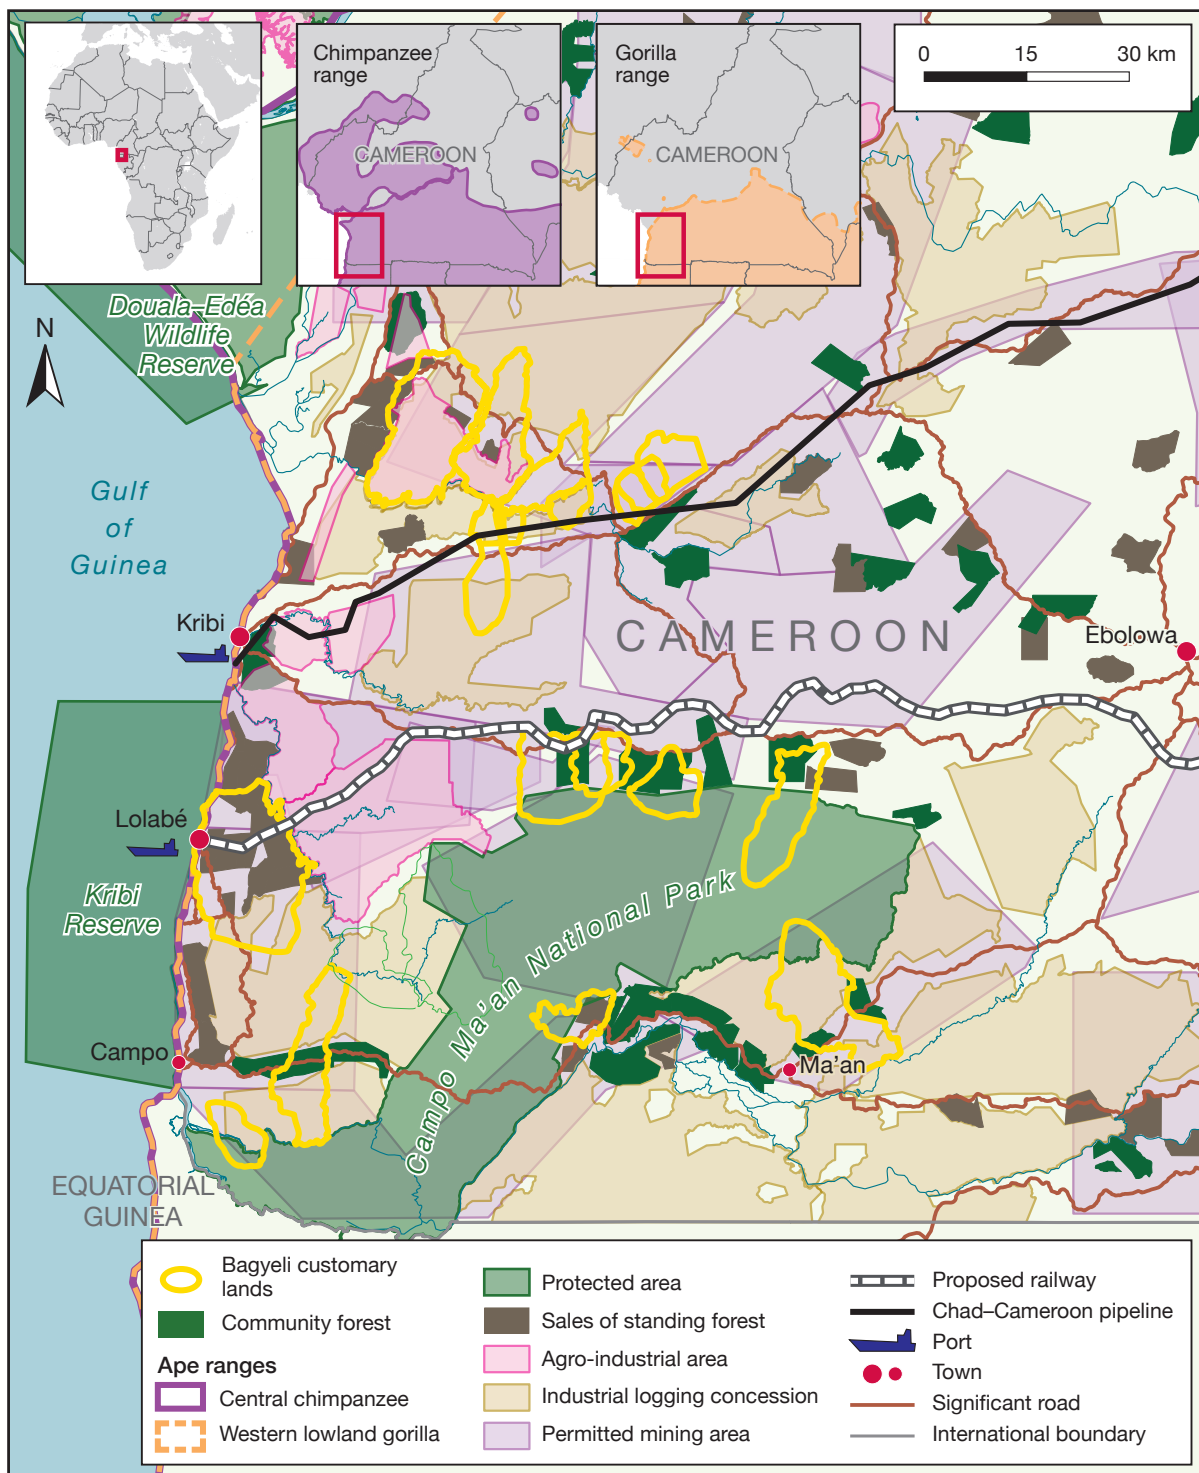 Chimpanzee
range
CAMEROON
Gorilla
range
CAMEROON
0 15 30 km
Douala–Edéa
Wildlife
Reserve
N
Gulf
of
Guinea
Kribi
CAMEROON
Ebolowa
Lolabé
Kribi
Reserve
Campo Ma’an National Park
Campo
Ma’an
EQUATORIAL
GUINEA
Bagyeli customary
lands
Community forest
Ape ranges
Central chimpanzee
Western lowland gorilla
Protected area
Sales of standing forest
Agro-industrial area
Industrial logging concession
Permitted mining area
Proposed railway
Chad–Cameroon pipeline
Port
Town
Significant road
International boundary